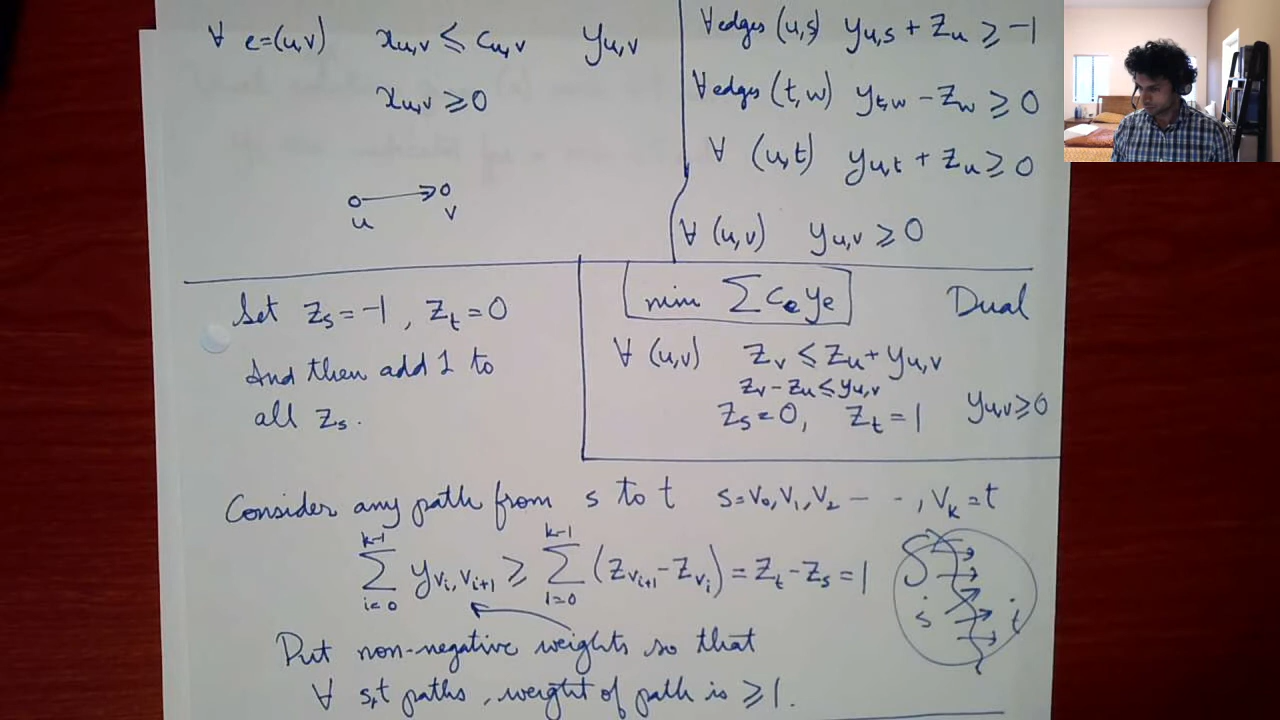 ∀ e=(u,v) x_{u,v} ≤ c_{u,v} y_{u,v}
x_{u,v} ≥ 0
u v
∀edges (u,s) y_{u,s} + z_u ≥ -1
∀edges (t,w) y_{t,w} - z_w ≥ 0
∀ (u,t) y_{u,t} + z_u ≥ 0
∀ (u,v) y_{u,v} ≥ 0
Set z_s = -1, z_t = 0
And then add 1 to
all z_s.
min Σ c_e y_e Dual
∀ (u,v) z_v ≤ z_u + y_{u,v}
z_v - z_u ≤ y_{u,v}
z_s = 0, z_t = 1 y_{u,v} ≥ 0
Consider any path from s to t s = v_0, v_1, v_2 - - -, v_k = t
Σ_{i=0}^{k-1} y_{v_i, v_{i+1}} ≥ Σ_{i=0}^{k-1} (z_{v_{i+1}} - z_{v_i}) = z_t - z_s = 1
S
s t
Put non-negative weights so that
∀ s,t paths, weight of path is ≥ 1.